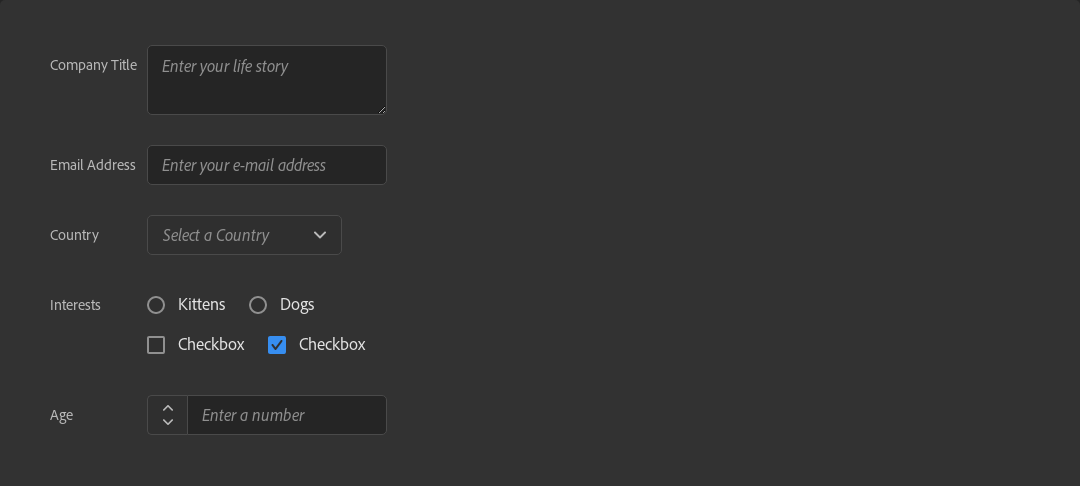 Company Title Enter your life story
Email Address Enter your e-mail address
Country Select a Country
Interests Kittens Dogs
Checkbox Checkbox
Age Enter a number